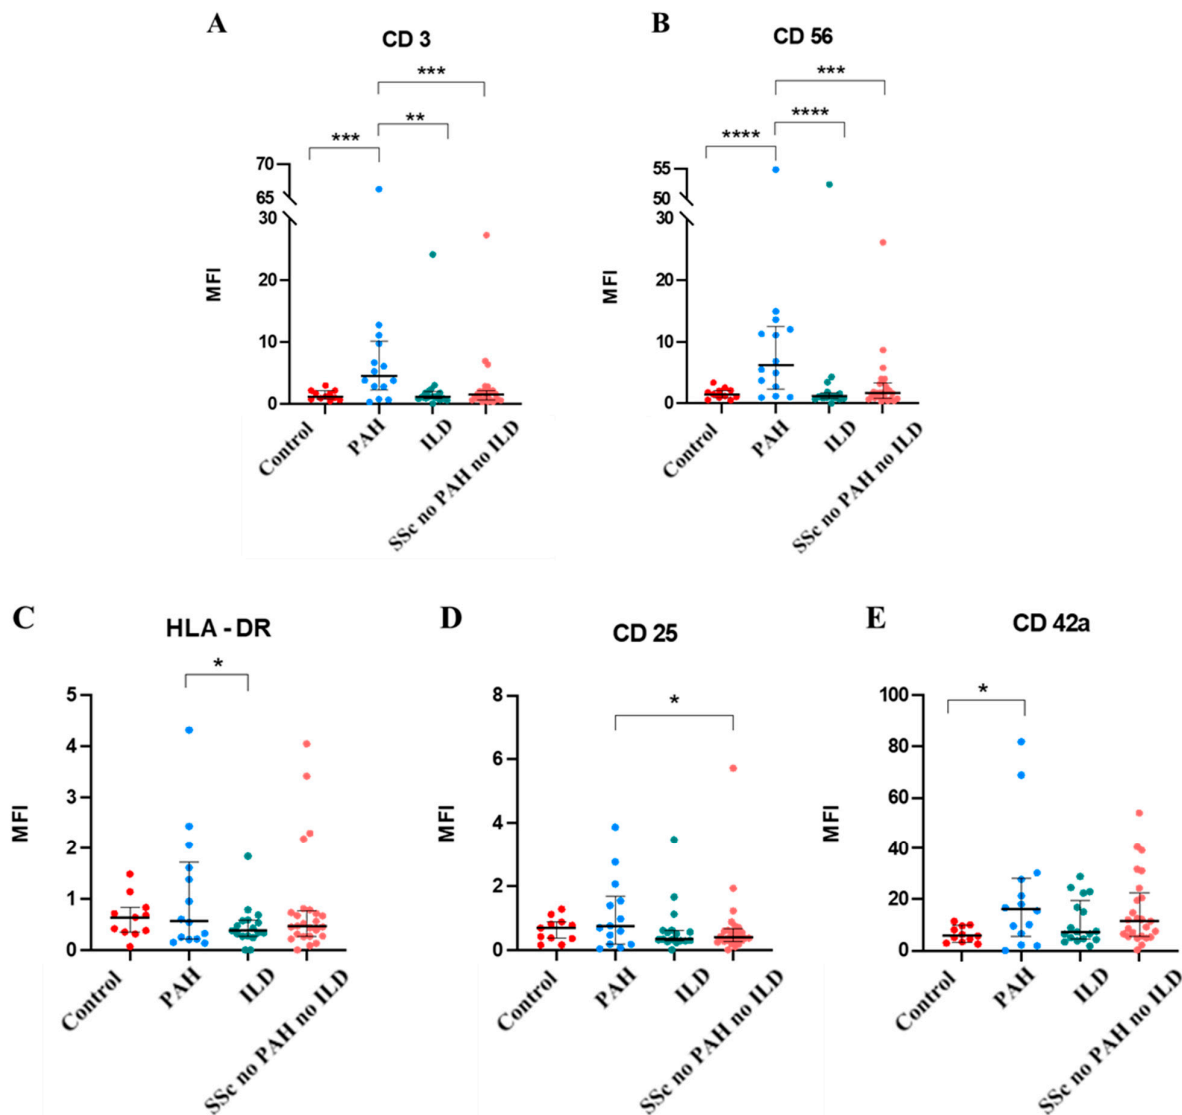 A
CD 3
***
**
***
70
65
30
20
10
0
MFI
Control
PAH
ILD
SSc no PAH no ILD
B
CD 56
***
****
****
55
50
30
20
10
0
MFI
Control
PAH
ILD
SSc no PAH no ILD
C
HLA - DR
*
5
4
3
2
1
0
MFI
Control
PAH
ILD
SSc no PAH no ILD
D
CD 25
*
8
6
4
2
0
MFI
Control
PAH
ILD
SSc no PAH no ILD
E
CD 42a
*
100
80
60
40
20
0
MFI
Control
PAH
ILD
SSc no PAH no ILD